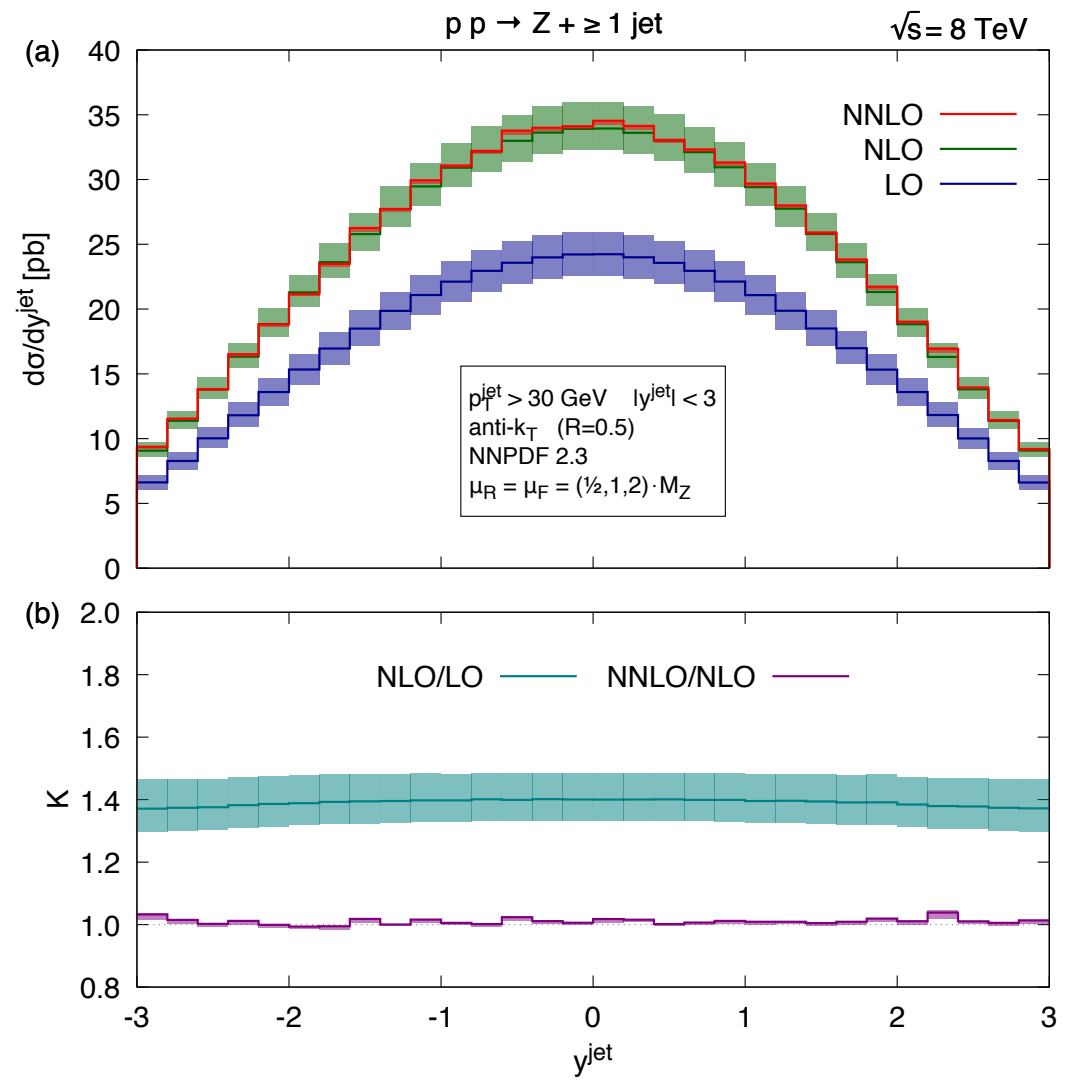 p p → Z + ≥ 1 jet
√s = 8 TeV
(a)
40
35
30
25
20
15
10
5
0
dσ/dy^jet [pb]
NNLO
NLO
LO
p_T^jet > 30 GeV |y^jet| < 3
anti-k_T (R=0.5)
NNPDF 2.3
μ_R = μ_F = (½,1,2) · M_Z
(b)
2.0
1.8
1.6
1.4
1.2
1.0
0.8
K
NLO/LO NNLO/NLO
-3 -2 -1 0 1 2 3
y^jet